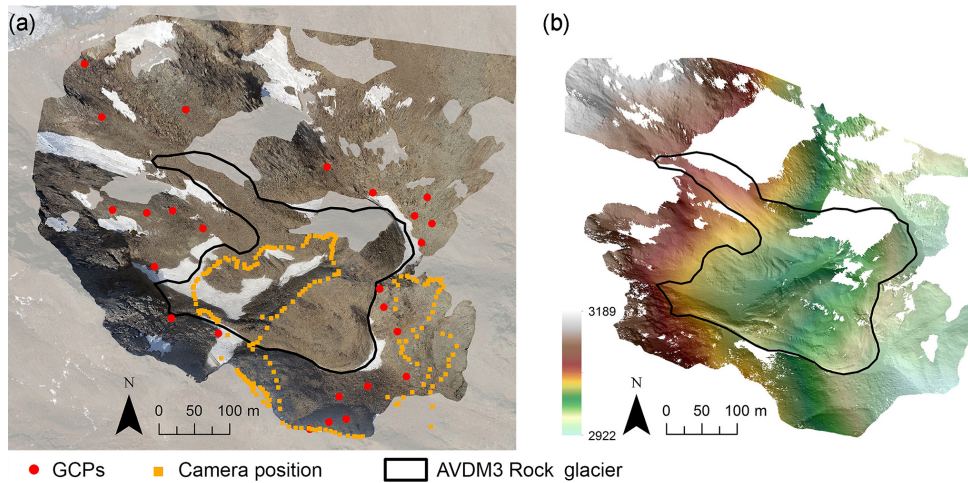 (a)
(b)
N
0 50 100 m
3189
2922
N
0 50 100 m
GCPs
Camera position
AVDM3 Rock glacier